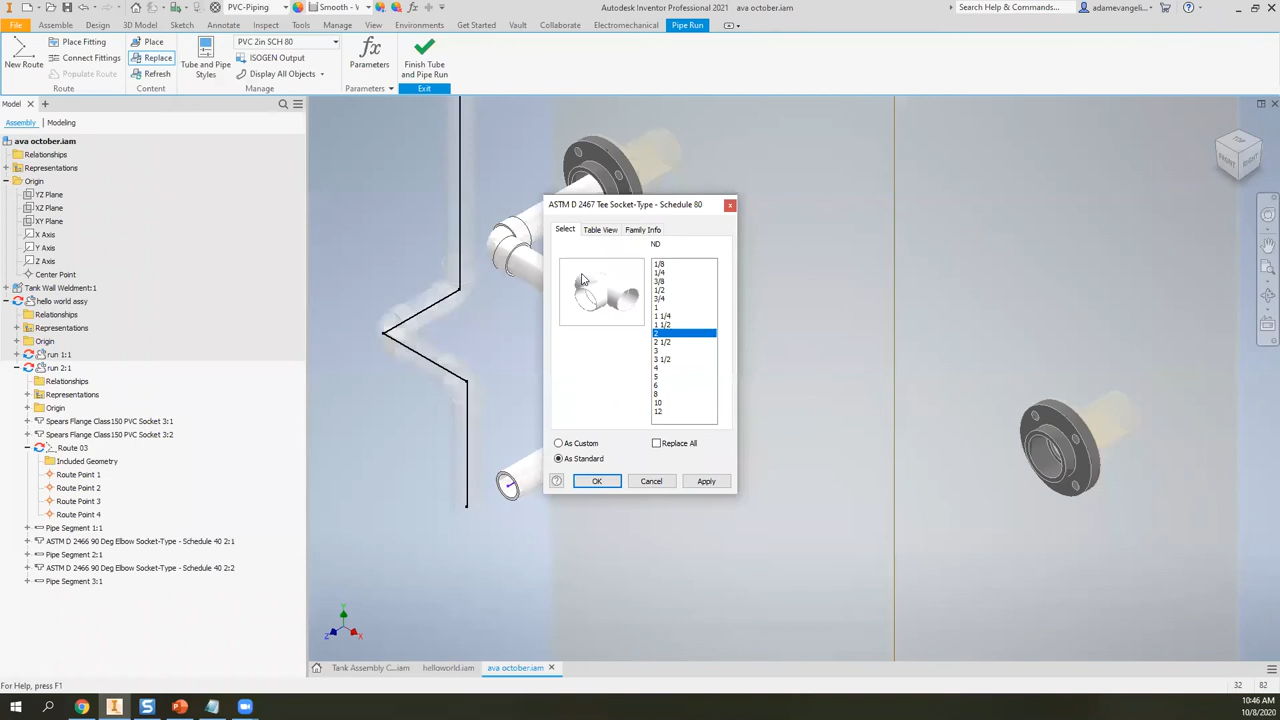 PVC-Piping
Smooth -
Autodesk Inventor Professional 2021 ava october.iam
Search Help & Commands...
adamevangeli...
File Assembly Design 3D Model Sketch Annotate Inspect Tools Manage View Environments Get Started Vault Collaborate Electromechanical Pipe Run
New Route
Place Fitting
Connect Fittings
Populate Route
Route
Place
Replace
Refresh
Content
Tube and Pipe
Styles
PVC 2in SCH 80
ISOGEN Output
Display All Objects
Manage
fx
Parameters
Parameters
Finish Tube
and Pipe Run
Exit
Model
Assembly Modeling
ava october.iam
Relationships
Representations
Origin
YZ Plane
XZ Plane
XY Plane
X Axis
Y Axis
Z Axis
Center Point
Tank Wall Weldment:1
hello world assy
Relationships
Representations
Origin
run 1:1
run 2:1
Relationships
Representations
Origin
Spears Flange Class150 PVC Socket 3:1
Spears Flange Class150 PVC Socket 3:2
Route 03
Included Geometry
Route Point 1
Route Point 2
Route Point 3
Route Point 4
Pipe Segment 1:1
ASTM D 2466 90 Deg Elbow Socket-Type - Schedule 40 2:1
Pipe Segment 2:1
ASTM D 2466 90 Deg Elbow Socket-Type - Schedule 40 2:2
Pipe Segment 3:1
TOP
FRONT
RIGHT
ASTM D 2467 Tee Socket-Type - Schedule 80
x
Select Table View Family Info
ND
1/8
1/4
3/8
1/2
3/4
1
1 1/4
1 1/2
2
2 1/2
3
3 1/2
4
5
6
8
10
12
As Custom
Replace All
As Standard
?
OK
Cancel
Apply
Y
Z
X
Tank Assembly C...iam helloworld.iam ava october.iam
For Help, press F1
32 82
10:46 AM
10/8/2020